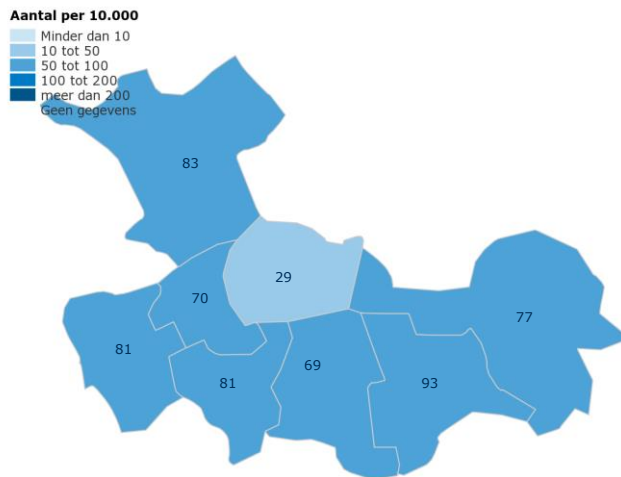 Aantal per 10.000
Minder dan 10
10 tot 50
50 tot 100
100 tot 200
meer dan 200
Geen gegevens
83
29
70
77
81
81
69
93